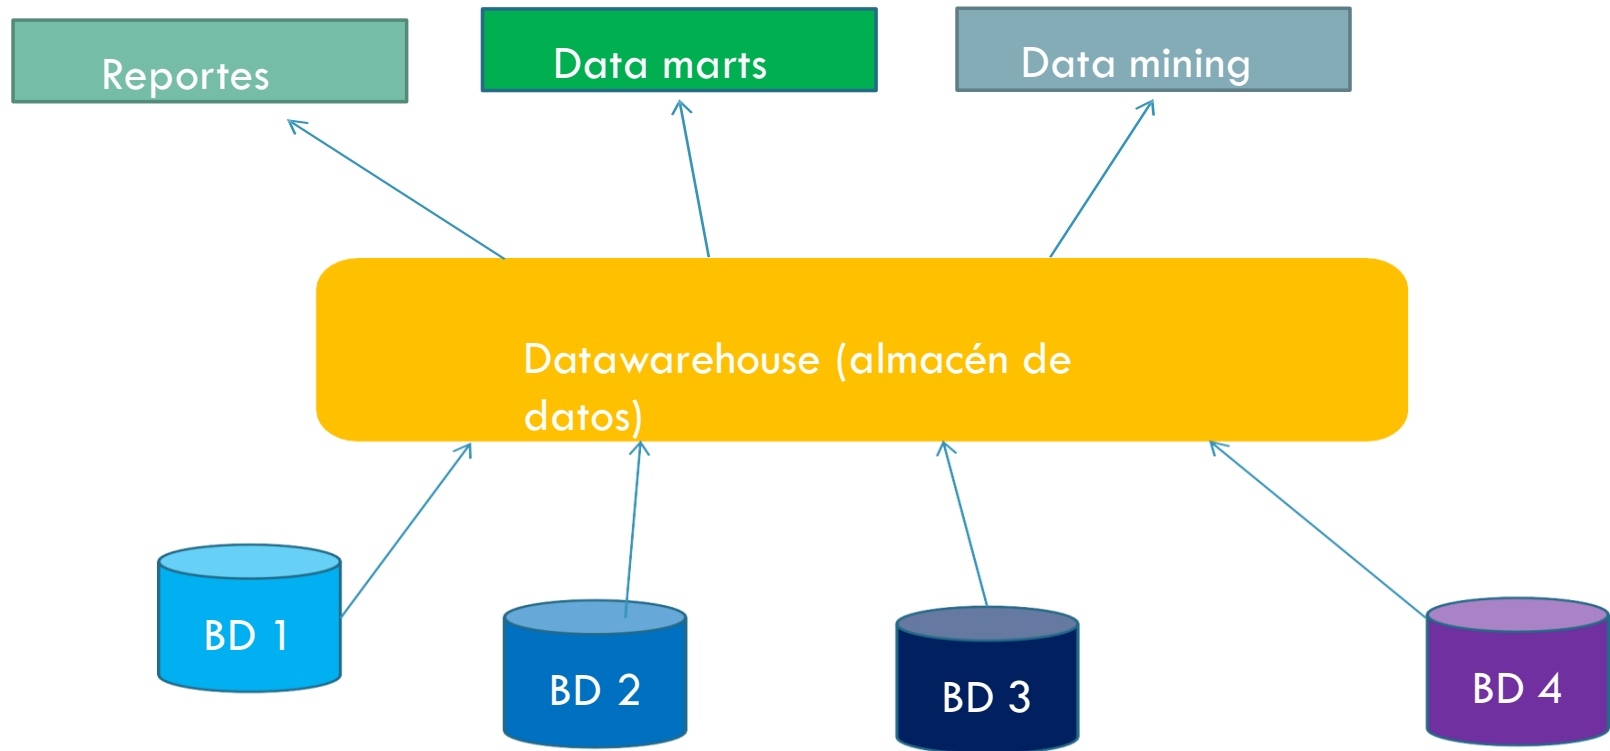 Reportes
Data marts
Data mining
Datawarehouse (almacén de
datos)
BD 1
BD 2
BD 3
BD 4